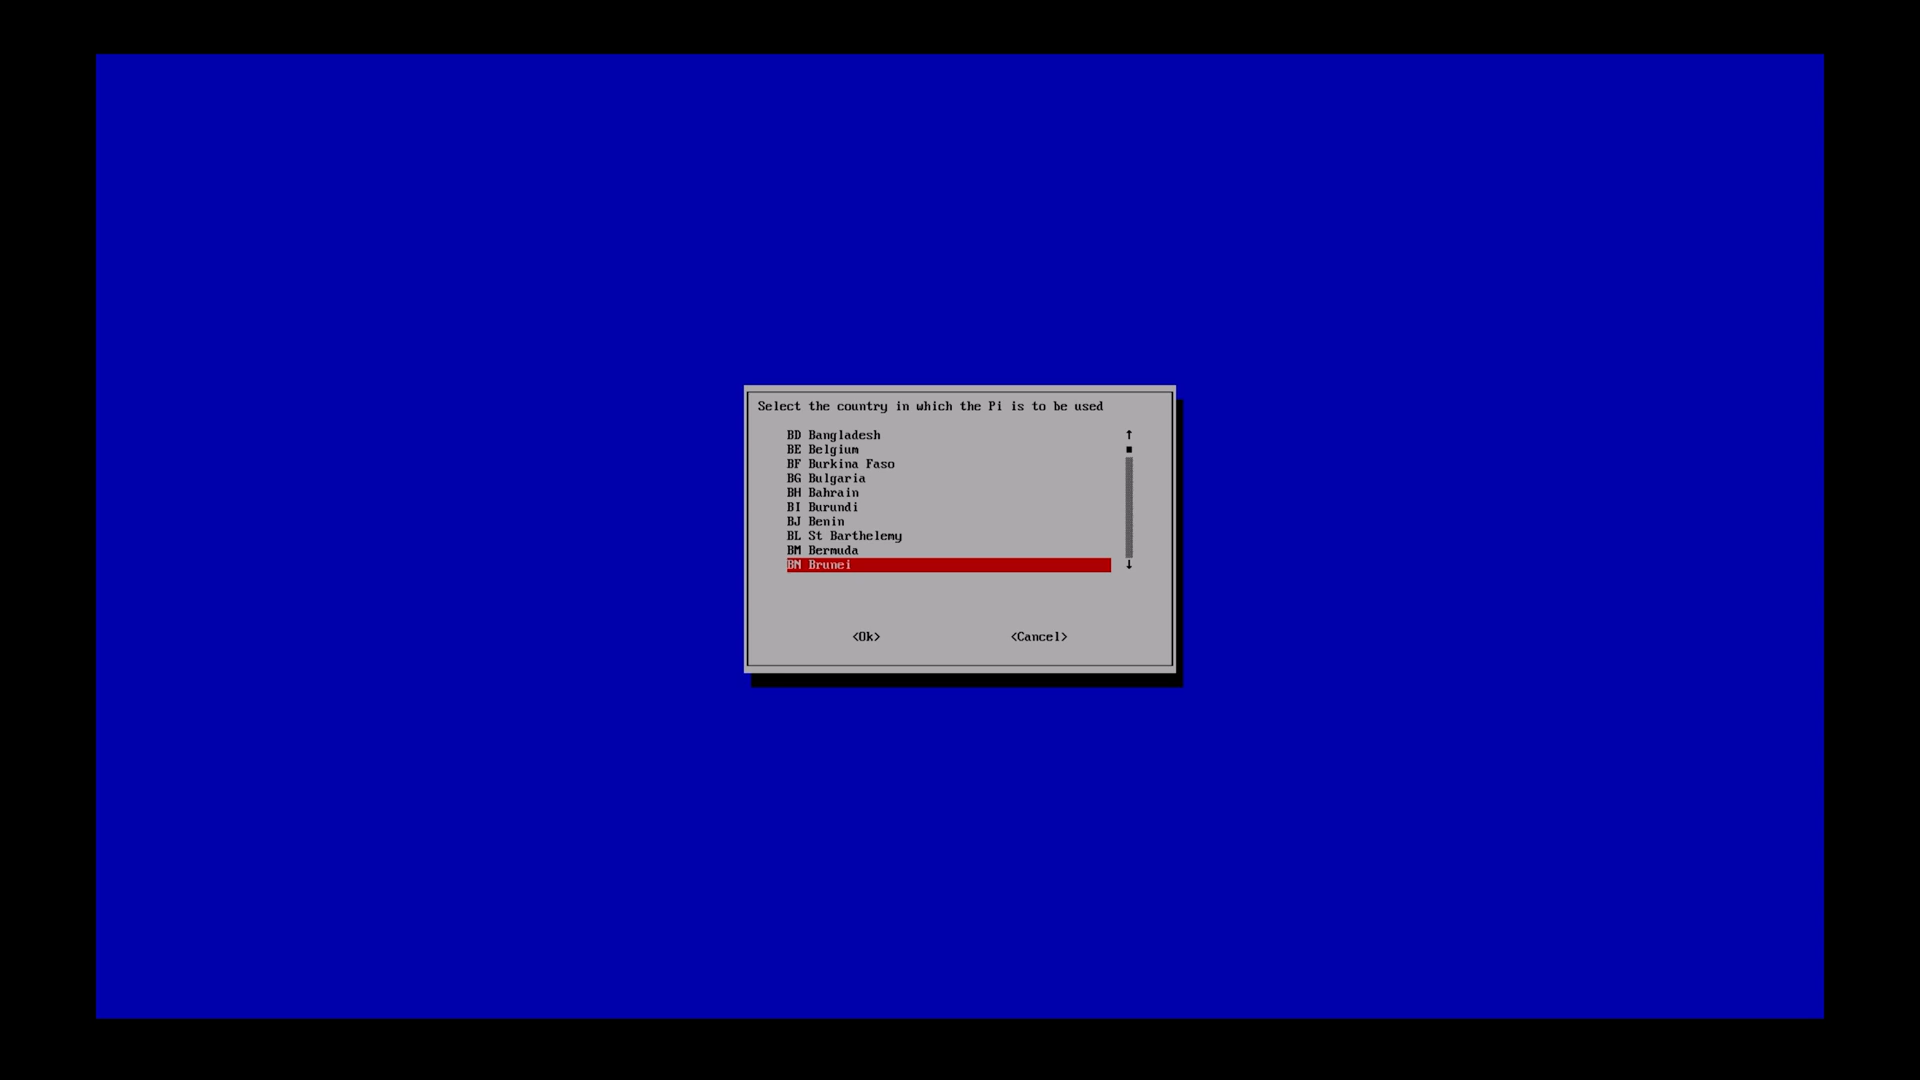 Select the country in which the Pi is to be used
BD Bangladesh
BE Belgium
BF Burkina Faso
BG Bulgaria
BH Bahrain
BI Burundi
BJ Benin
BL St Barthelemy
BM Bermuda
BN Brunei
<Ok> <Cancel>